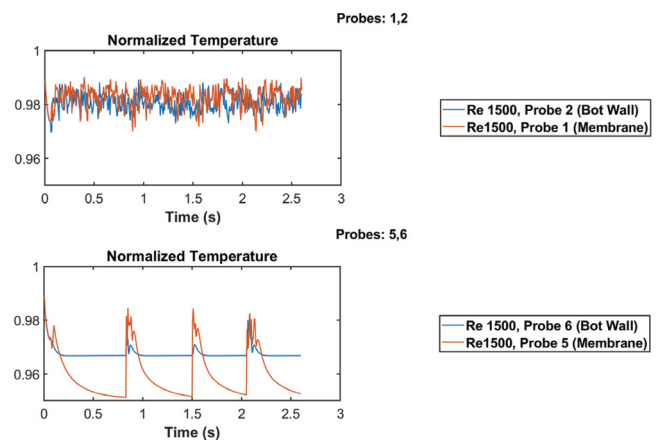 Probes: 1,2
Normalized Temperature
1
0.98
0.96
0 0.5 1 1.5 2 2.5 3
Time (s)
Re 1500, Probe 2 (Bot Wall)
Re1500, Probe 1 (Membrane)
Probes: 5,6
Normalized Temperature
1
0.98
0.96
0 0.5 1 1.5 2 2.5 3
Time (s)
Re 1500, Probe 6 (Bot Wall)
Re1500, Probe 5 (Membrane)